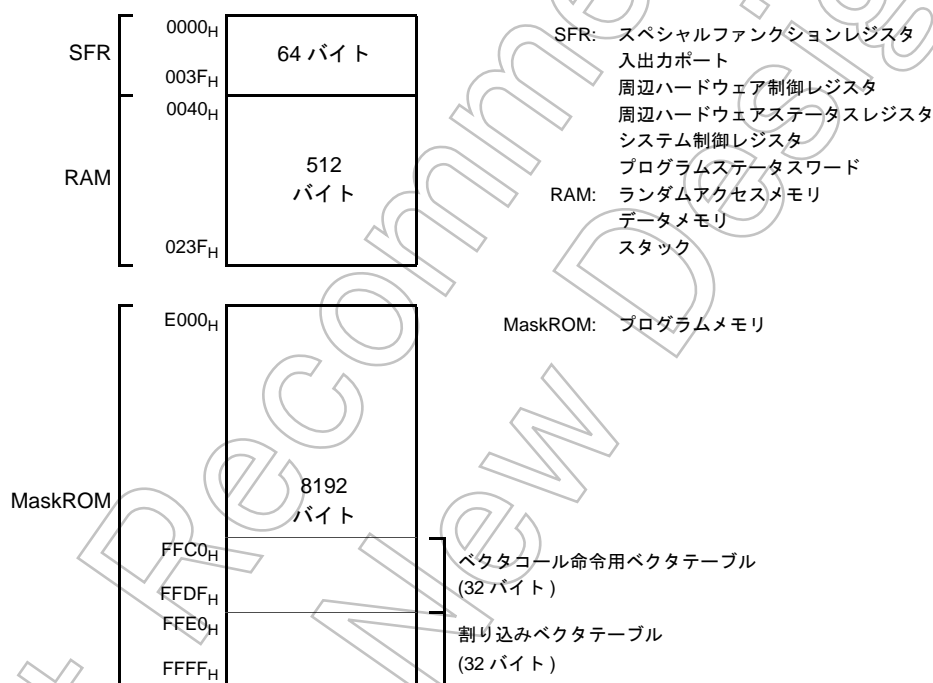 SFR
0000H
64 バイト
003FH
RAM
0040H
512
バイト
023FH
SFR: スペシャルファンクションレジスタ
入出力ポート
周辺ハードウェア制御レジスタ
周辺ハードウェアステータスレジスタ
システム制御レジスタ
プログラムステータスワード
RAM: ランダムアクセスメモリ
データメモリ
スタック
MaskROM
E000H
8192
バイト
FFC0H
FFDFH
FFE0H
FFFFH
MaskROM: プログラムメモリ
ベクタコール命令用ベクタテーブル
(32 バイト )
割り込みベクタテーブル
(32 バイト )
Recomme
New Desig